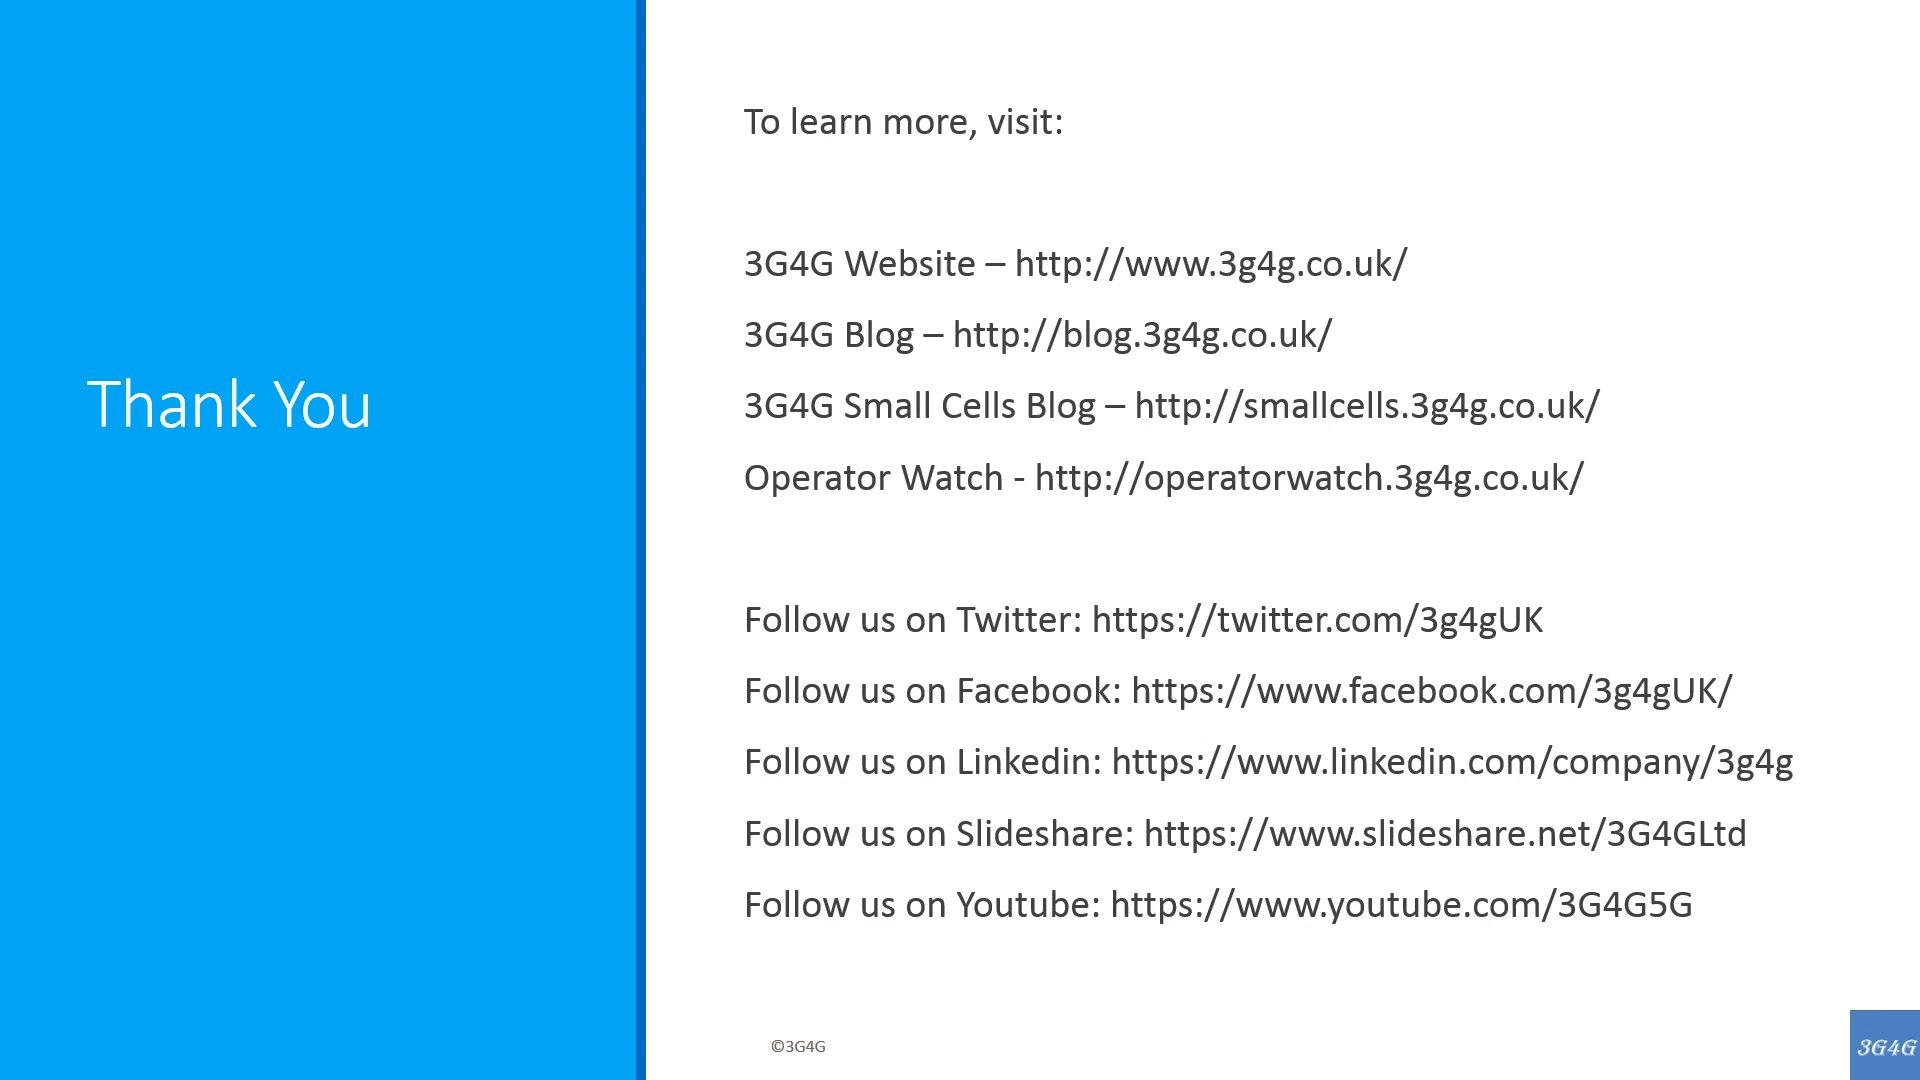 Thank You
To learn more, visit:
3G4G Website – http://www.3g4g.co.uk/
3G4G Blog – http://blog.3g4g.co.uk/
3G4G Small Cells Blog – http://smallcells.3g4g.co.uk/
Operator Watch - http://operatorwatch.3g4g.co.uk/
Follow us on Twitter: https://twitter.com/3g4gUK
Follow us on Facebook: https://www.facebook.com/3g4gUK/
Follow us on Linkedin: https://www.linkedin.com/company/3g4g
Follow us on Slideshare: https://www.slideshare.net/3G4GLtd
Follow us on Youtube: https://www.youtube.com/3G4G5G
©3G4G
3G4G